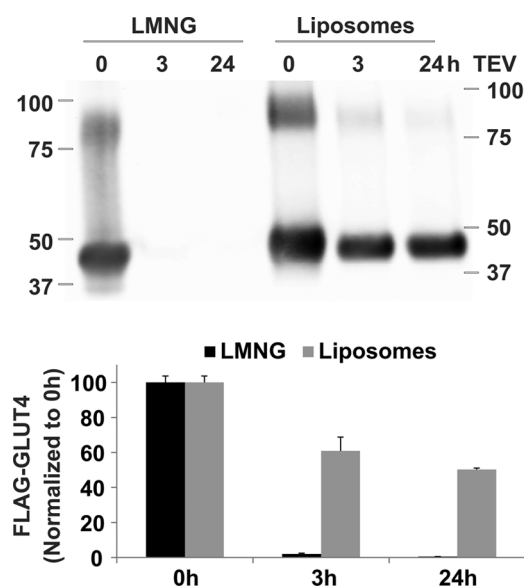 LMNG Liposomes
0 3 24 0 3 24 h TEV
100 100
75 75
50 50
37 37
LMNG Liposomes
FLAG-GLUT4
(Normalized to 0h)
100
80
60
40
20
0
0h 3h 24h